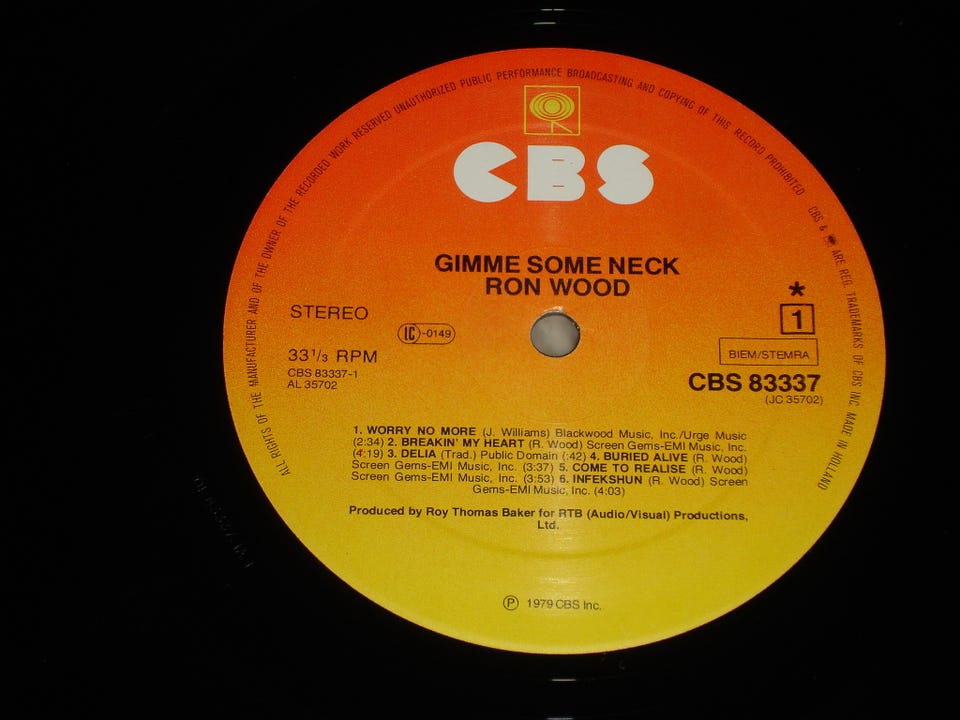 ALL RIGHTS OF THE MANUFACTURER AND OF THE OWNER OF THE RECORDED WORK RESERVED UNAUTHORIZED PUBLIC PERFORMANCE BROADCASTING AND COPYING OF THIS RECORD PROHIBITED CBS & ARE REG. TRADEMARKS OF CBS INC. MADE IN HOLLAND
CBS
GIMME SOME NECK
RON WOOD
STEREO
IC -0149
33 1/3 RPM
CBS 83337-1
AL 35702
*
1
BIEM/STEMRA
CBS 83337
(JC 35702)
1. WORRY NO MORE (J. Williams) Blackwood Music, Inc./Urge Music
(2:34) 2. BREAKIN' MY HEART (R. Wood) Screen Gems-EMI Music, Inc.
(4:19) 3. DELIA (Trad.) Public Domain (:42) 4. BURIED ALIVE (R. Wood)
Screen Gems-EMI Music, Inc. (3:37) 5. COME TO REALISE (R. Wood)
Screen Gems-EMI Music, Inc. (3:53) 6. INFEKSHUN (R. Wood) Screen
Gems-EMI Music, Inc. (4:03)
Produced by Roy Thomas Baker for RTB (Audio/Visual) Productions,
Ltd.
Ⓟ 1979 CBS Inc.